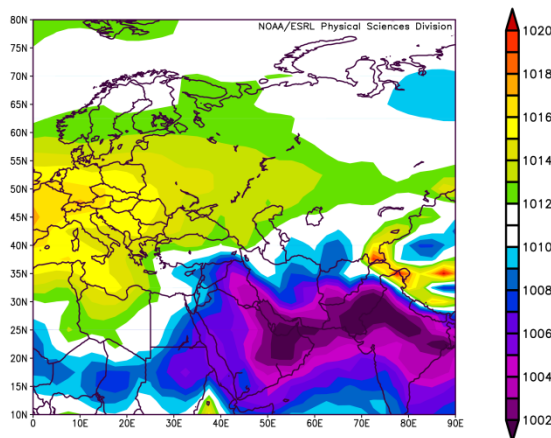 NOAA/ESRL Physical Sciences Division
80N
75N
70N
65N
60N
55N
50N
45N
40N
35N
30N
25N
20N
15N
10N
0
10E
20E
30E
40E
50E
60E
70E
80E
90E
1020
1018
1016
1014
1012
1010
1008
1006
1004
1002